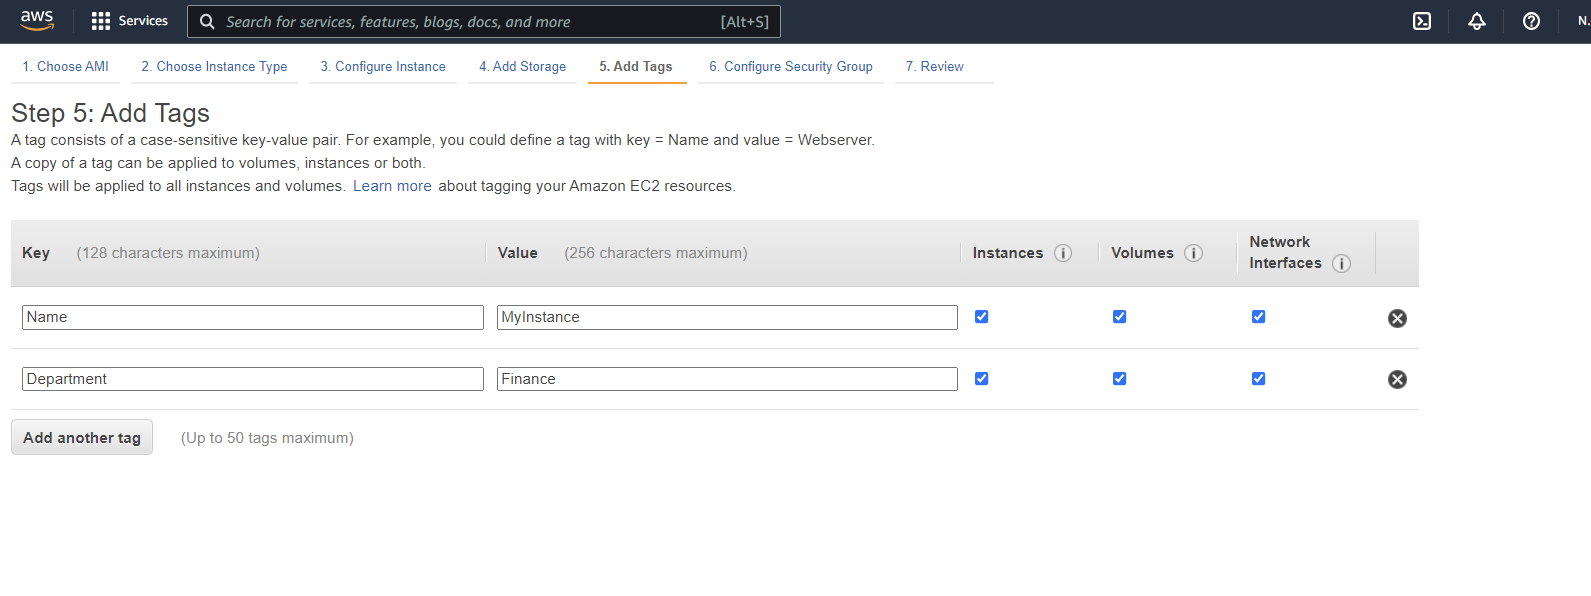 aws Services Search for services, features, blogs, docs, and more [Alt+S] N.
1. Choose AMI 2. Choose Instance Type 3. Configure Instance 4. Add Storage 5. Add Tags 6. Configure Security Group 7. Review
Step 5: Add Tags
A tag consists of a case-sensitive key-value pair. For example, you could define a tag with key = Name and value = Webserver.
A copy of a tag can be applied to volumes, instances or both.
Tags will be applied to all instances and volumes. Learn more about tagging your Amazon EC2 resources.
Key (128 characters maximum) Value (256 characters maximum) Instances i Volumes i Network Interfaces i
Name MyInstance
Department Finance
Add another tag (Up to 50 tags maximum)